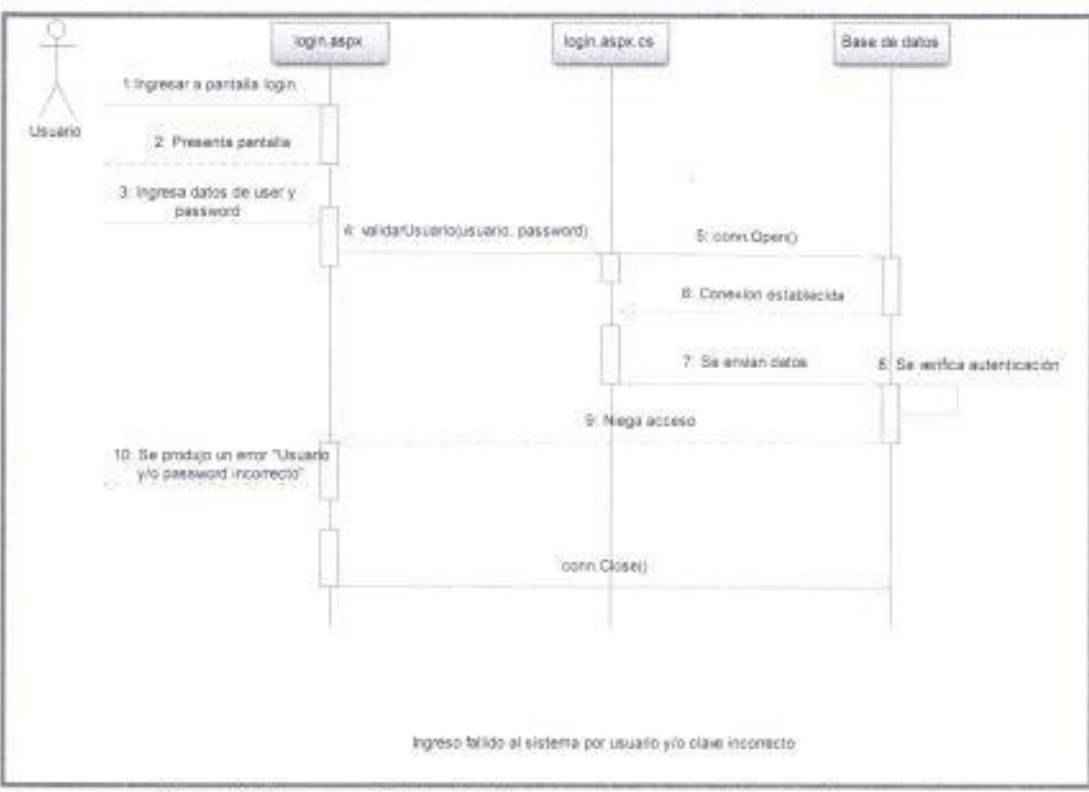 login.aspx
login.aspx.cs
Base de datos
Usuario
1:Ingresar a pantalla login
2: Presenta pantalla
3: Ingresa datos de user y
password
4: validarUsuario(usuario, password)
5: conn.Open()
6: Conexion establecida
7: Se envian datos
8: Se verifica autenticación
9: Niega acceso
10: Se produjo un error "Usuario
y/o password incorrecto"
conn.Close()
Ingreso fallido al sistema por usuario y/o clave incorrecto